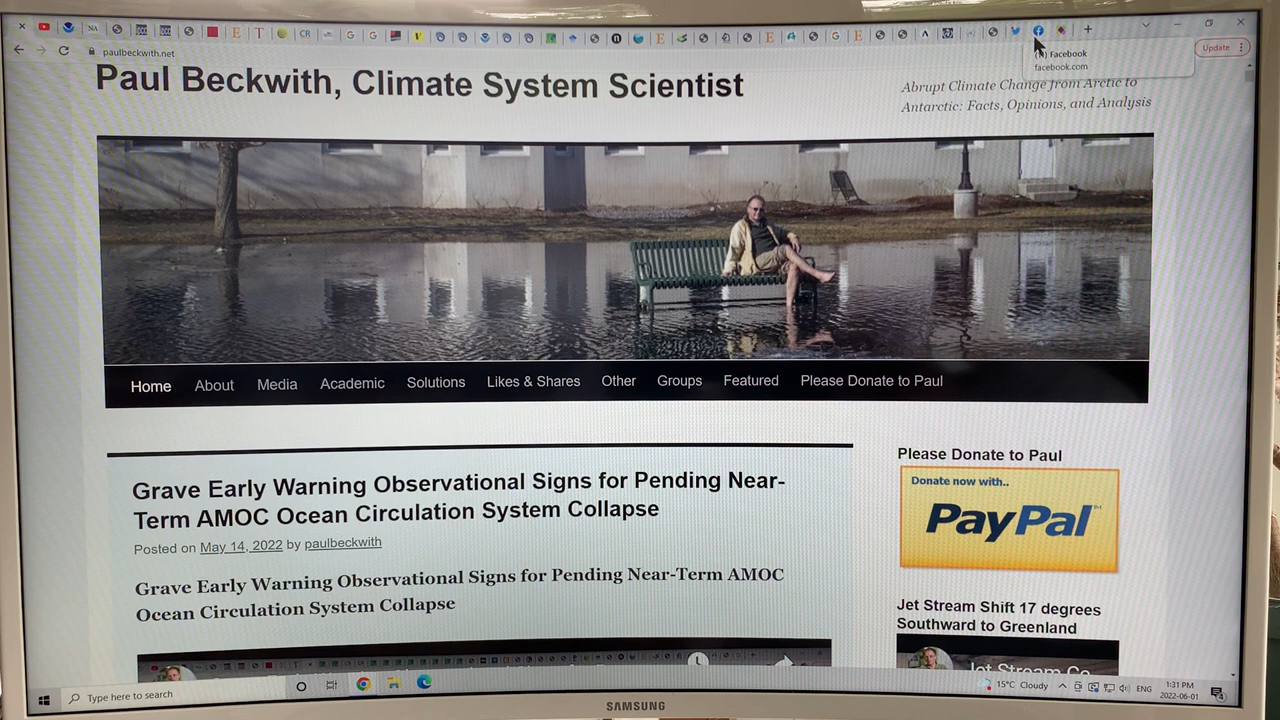 NA
E
T
CR
G
G
V
E
E
G
E
paulbeckwith.net
Facebook
facebook.com
Update
Paul Beckwith, Climate System Scientist
Abrupt Climate Change from Arctic to
Antarctic: Facts, Opinions, and Analysis
Home About Media Academic Solutions Likes & Shares Other Groups Featured Please Donate to Paul
Grave Early Warning Observational Signs for Pending Near-
Term AMOC Ocean Circulation System Collapse
Posted on May 14, 2022 by paulbeckwith
Grave Early Warning Observational Signs for Pending Near-Term AMOC
Ocean Circulation System Collapse
Please Donate to Paul
Donate now with..
PayPal
Jet Stream Shift 17 degrees
Southward to Greenland
Jet Stream
Type here to search
15°C Cloudy
ENG
1:31 PM
2022-06-01
4
SAMSUNG